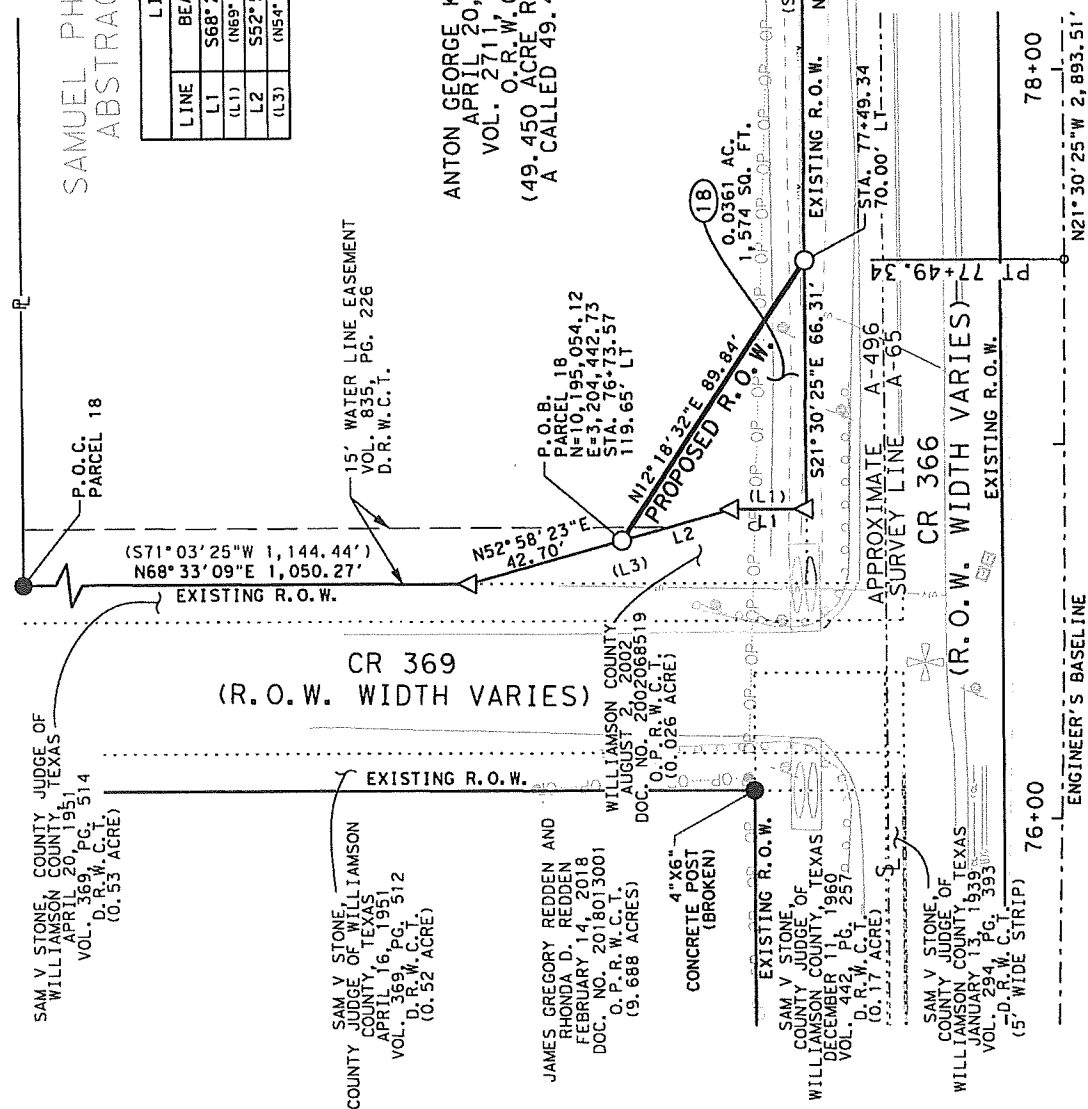 SAMUEL PH
ABSTRAC
LI
LINE BEA
L1 S68°2
(L1) (N69°
L2 S52°5
(L3) (N54°
ANTON GEORGE K
APRIL 20,
VOL. 2711,
O.R.W.C
(49.450 ACRE R
A CALLED 49.4
PL
P.O.C.
PARCEL 18
15' WATER LINE EASEMENT
VOL. 835, PG. 226
D.R.W.C.T.
(S71°03'25"W 1,144.44')
N68°33'09"E 1,050.27'
EXISTING R.O.W.
N52°58'23"E
42.70'
P.O.B.
PARCEL 18
N=10,195,054.12
E=3,204,442.73
STA. 76+73.57
119.65' LT
18
0.0361 AC.
1,574 SQ. FT.
N12°18'32"E 89.84'
PROPOSED R.O.W.
(L3)
L2
(L1)
L1
S21°30'25"E 66.31'
EXISTING R.O.W.
STA. 77+49.34
70.00' LT
PT 77+49.34
APPROXIMATE A-496
SURVEY LINE A-65
CR 366
(R.O.W. WIDTH VARIES)
EXISTING R.O.W.
78+00
N21°30'25"W 2,893.51'
CR 369
(R.O.W. WIDTH VARIES)
SAM V STONE, COUNTY JUDGE OF
WILLIAMSON COUNTY, TEXAS
APRIL 20, 1951
VOL. 369, PG. 514
D.R.W.C.T.
(0.53 ACRE)
EXISTING R.O.W.
SAM V STONE,
COUNTY JUDGE OF WILLIAMSON
COUNTY, TEXAS
APRIL 16, 1951
VOL. 369, PG. 512
D.R.W.C.T.
(0.52 ACRE)
WILLIAMSON COUNTY
AUGUST 2, 2002
DOC. NO. 2002068519
O.P.R.W.C.T.
(0.026 ACRE)
JAMES GREGORY REDDEN AND
RHONDA D. REDDEN
FEBRUARY 14, 2018
DOC. NO. 2018013001
O.P.R.W.C.T.
(9.688 ACRES)
4"X6"
CONCRETE POST
(BROKEN)
EXISTING R.O.W.
SAM V STONE,
COUNTY JUDGE OF
WILLIAMSON COUNTY, TEXAS
DECEMBER 11, 1960
VOL. 442, PG. 257
D.R.W.C.T.
(0.17 ACRE)
SL
SAM V STONE,
COUNTY JUDGE OF
WILLIAMSON COUNTY, TEXAS
JANUARY 13, 1939
VOL. 294, PG. 393
D.R.W.C.T.
(5' WIDE STRIP)
76+00
ENGINEER'S BASELINE